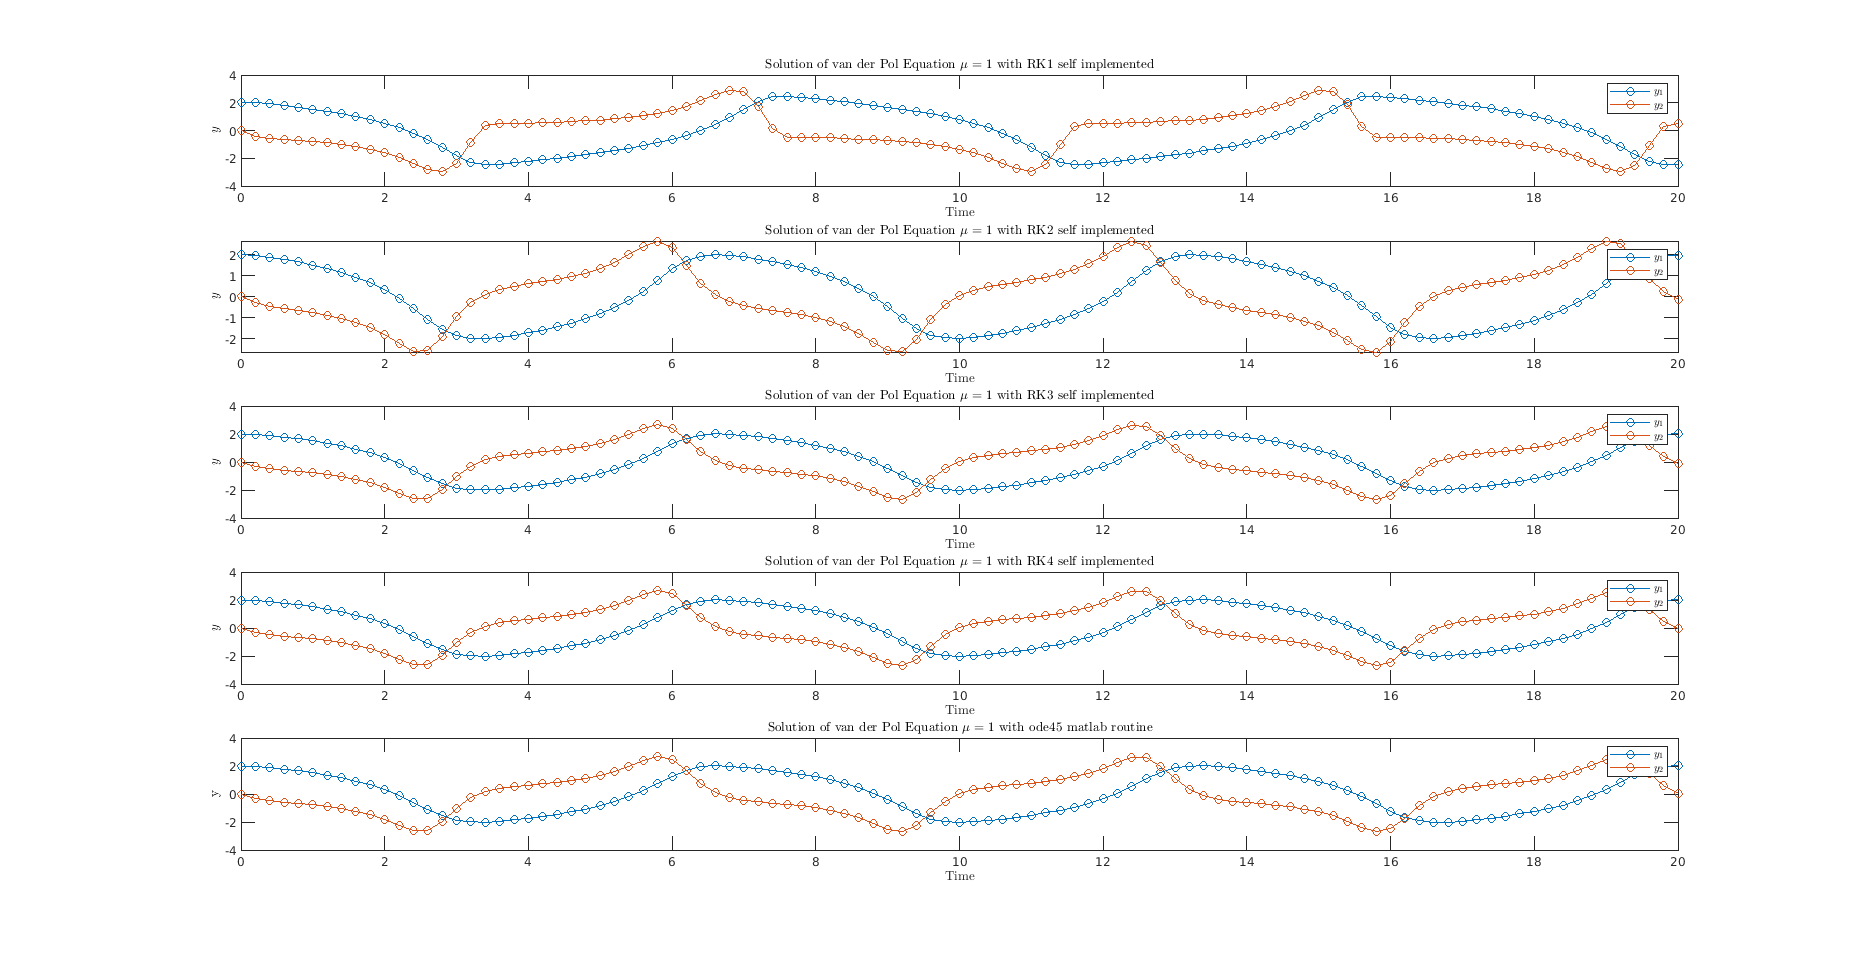 Solution of van der Pol Equation μ = 1 with RK1 self implemented
4
2
0
-2
-4
y
y₁
y₂
0 2 4 6 8 10 12 14 16 18 20
Time
Solution of van der Pol Equation μ = 1 with RK2 self implemented
2
1
0
-1
-2
y
y₁
y₂
0 2 4 6 8 10 12 14 16 18 20
Time
Solution of van der Pol Equation μ = 1 with RK3 self implemented
4
2
0
-2
-4
y
y₁
y₂
0 2 4 6 8 10 12 14 16 18 20
Time
Solution of van der Pol Equation μ = 1 with RK4 self implemented
4
2
0
-2
-4
y
y₁
y₂
0 2 4 6 8 10 12 14 16 18 20
Time
Solution of van der Pol Equation μ = 1 with ode45 matlab routine
4
2
0
-2
-4
y
y₁
y₂
0 2 4 6 8 10 12 14 16 18 20
Time